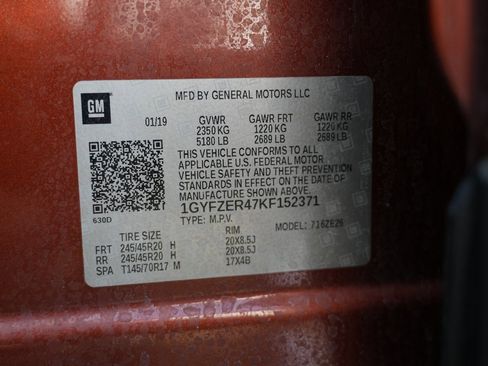 GM
MFD BY GENERAL MOTORS LLC
01/19 GVWR GAWR FRT GAWR RR
2350 KG 1220 KG 1220 KG
5180 LB 2689 LB 2689 LB
THIS VEHICLE CONFORMS TO ALL
APPLICABLE U.S. FEDERAL MOTOR
VEHICLE SAFETY AND THEFT PREVENTION
STANDARDS IN EFFECT ON THE DATE OF
MANUFACTURE SHOWN ABOVE.
1GYFZER47KF152371
630D TYPE: M.P.V. MODEL: 716ZE26
TIRE SIZE RIM
FRT 245/45R20 H 20X8.5J
RR 245/45R20 H 20X8.5J
SPA T145/70R17 M 17X4B